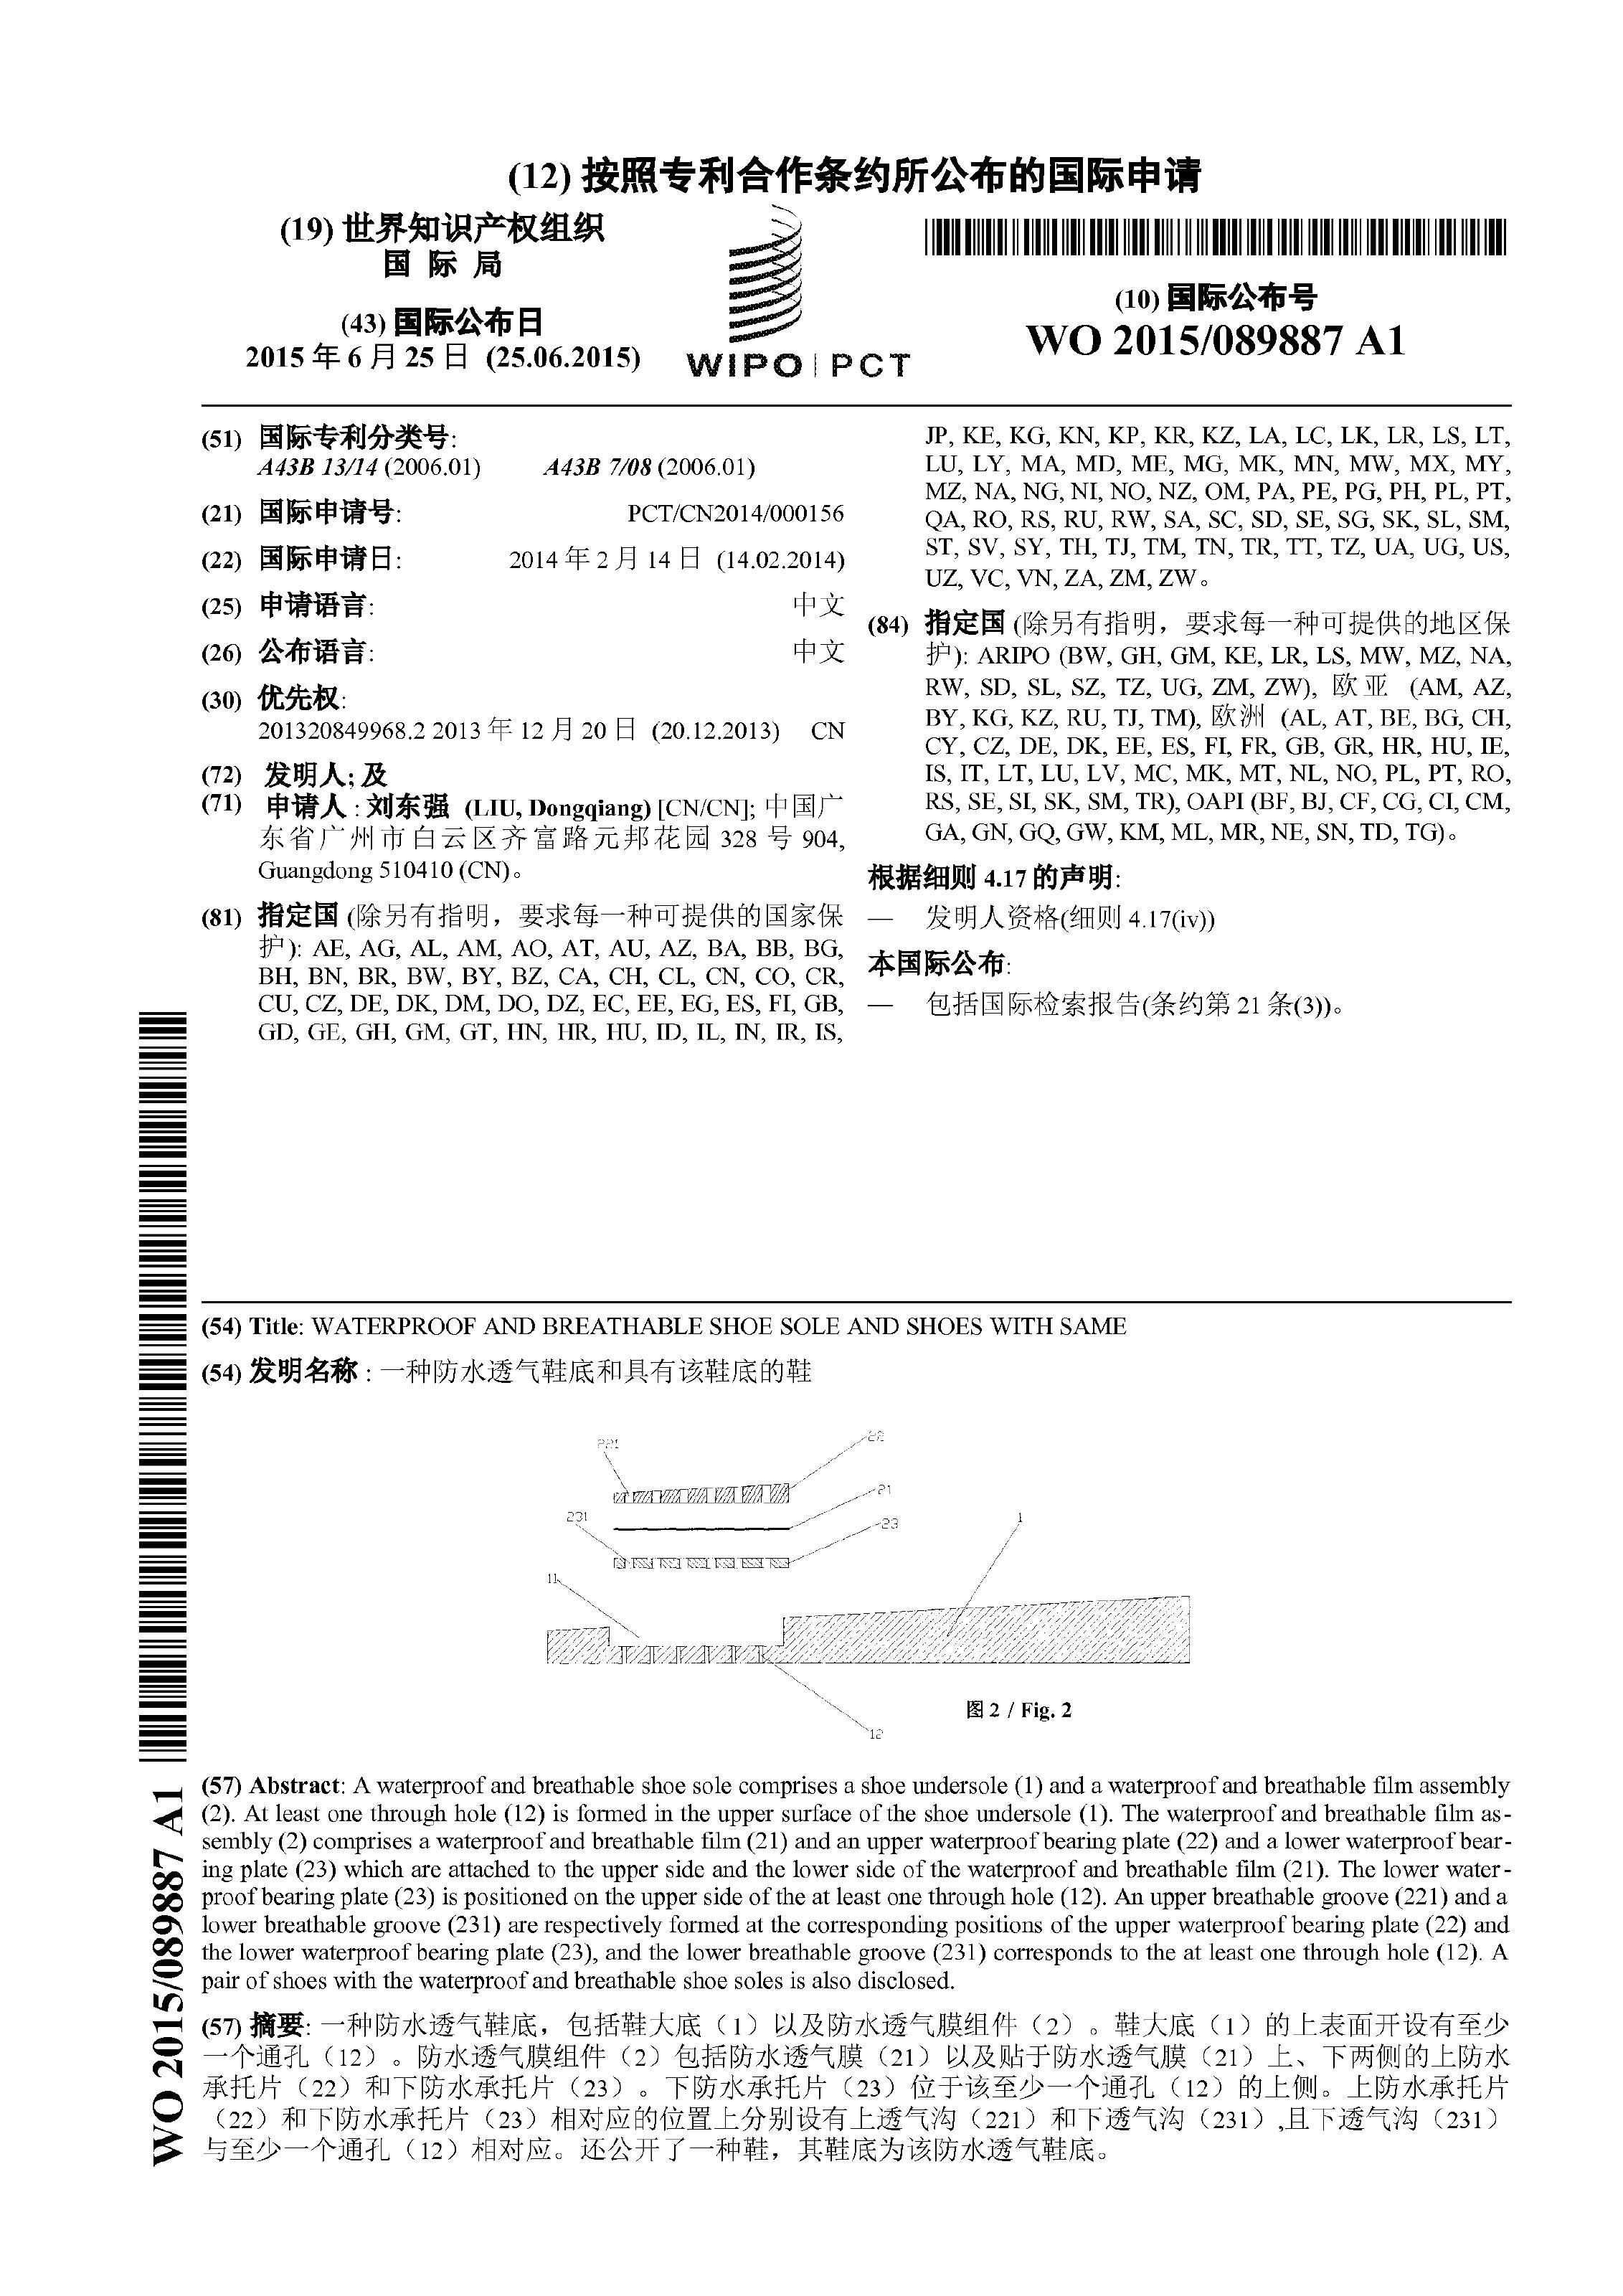 (12) 按照专利合作条约所公布的国际申请
(19) 世界知识产权组织
国 际 局
(43) 国际公布日
2015 年 6 月 25 日 (25.06.2015)
WIPO | PCT
(10) 国际公布号
WO 2015/089887 A1
(51) 国际专利分类号:
A43B 13/14 (2006.01) A43B 7/08 (2006.01)
(21) 国际申请号: PCT/CN2014/000156
(22) 国际申请日: 2014 年 2 月 14 日 (14.02.2014)
(25) 申请语言: 中文
(26) 公布语言: 中文
(30) 优先权:
201320849968.2 2013 年 12 月 20 日 (20.12.2013) CN
(72) 发明人; 及
(71) 申请人 : 刘东强 (LIU, Dongqiang) [CN/CN]; 中国广
东省广州市白云区齐富路元邦花园 328 号 904,
Guangdong 510410 (CN)。
(81) 指定国 (除另有指明，要求每一种可提供的国家保
护): AE, AG, AL, AM, AO, AT, AU, AZ, BA, BB, BG,
BH, BN, BR, BW, BY, BZ, CA, CH, CL, CN, CO, CR,
CU, CZ, DE, DK, DM, DO, DZ, EC, EE, EG, ES, FI, GB,
GD, GE, GH, GM, GT, HN, HR, HU, ID, IL, IN, IR, IS,
JP, KE, KG, KN, KP, KR, KZ, LA, LC, LK, LR, LS, LT,
LU, LY, MA, MD, ME, MG, MK, MN, MW, MX, MY,
MZ, NA, NG, NI, NO, NZ, OM, PA, PE, PG, PH, PL, PT,
QA, RO, RS, RU, RW, SA, SC, SD, SE, SG, SK, SL, SM,
ST, SV, SY, TH, TJ, TM, TN, TR, TT, TZ, UA, UG, US,
UZ, VC, VN, ZA, ZM, ZW。
(84) 指定国 (除另有指明，要求每一种可提供的地区保
护): ARIPO (BW, GH, GM, KE, LR, LS, MW, MZ, NA,
RW, SD, SL, SZ, TZ, UG, ZM, ZW), 欧亚 (AM, AZ,
BY, KG, KZ, RU, TJ, TM), 欧洲 (AL, AT, BE, BG, CH,
CY, CZ, DE, DK, EE, ES, FI, FR, GB, GR, HR, HU, IE,
IS, IT, LT, LU, LV, MC, MK, MT, NL, NO, PL, PT, RO,
RS, SE, SI, SK, SM, TR), OAPI (BF, BJ, CF, CG, CI, CM,
GA, GN, GQ, GW, KM, ML, MR, NE, SN, TD, TG)。
根据细则 4.17 的声明:
— 发明人资格(细则 4.17(iv))
本国际公布:
— 包括国际检索报告(条约第 21 条(3))。
(54) Title: WATERPROOF AND BREATHABLE SHOE SOLE AND SHOES WITH SAME
(54) 发明名称 : 一种防水透气鞋底和具有该鞋底的鞋
221
22
21
231
23
1
11
图 2 / Fig. 2
12
(57) Abstract: A waterproof and breathable shoe sole comprises a shoe undersole (1) and a waterproof and breathable film assembly
(2). At least one through hole (12) is formed in the upper surface of the shoe undersole (1). The waterproof and breathable film as-
sembly (2) comprises a waterproof and breathable film (21) and an upper waterproof bearing plate (22) and a lower waterproof bear-
ing plate (23) which are attached to the upper side and the lower side of the waterproof and breathable film (21). The lower water-
proof bearing plate (23) is positioned on the upper side of the at least one through hole (12). An upper breathable groove (221) and a
lower breathable groove (231) are respectively formed at the corresponding positions of the upper waterproof bearing plate (22) and
the lower waterproof bearing plate (23), and the lower breathable groove (231) corresponds to the at least one through hole (12). A
pair of shoes with the waterproof and breathable shoe soles is also disclosed.
(57) 摘要: 一种防水透气鞋底，包括鞋大底（1）以及防水透气膜组件（2）。鞋大底（1）的上表面开设有至少
一个通孔（12）。防水透气膜组件（2）包括防水透气膜（21）以及贴于防水透气膜（21）上、下两侧的上防水
承托片（22）和下防水承托片（23）。下防水承托片（23）位于该至少一个通孔（12）的上侧。上防水承托片
（22）和下防水承托片（23）相对应的位置上分别设有上透气沟（221）和下透气沟（231）,且下透气沟（231）
与至少一个通孔（12）相对应。还公开了一种鞋，其鞋底为该防水透气鞋底。
WO 2015/089887 A1